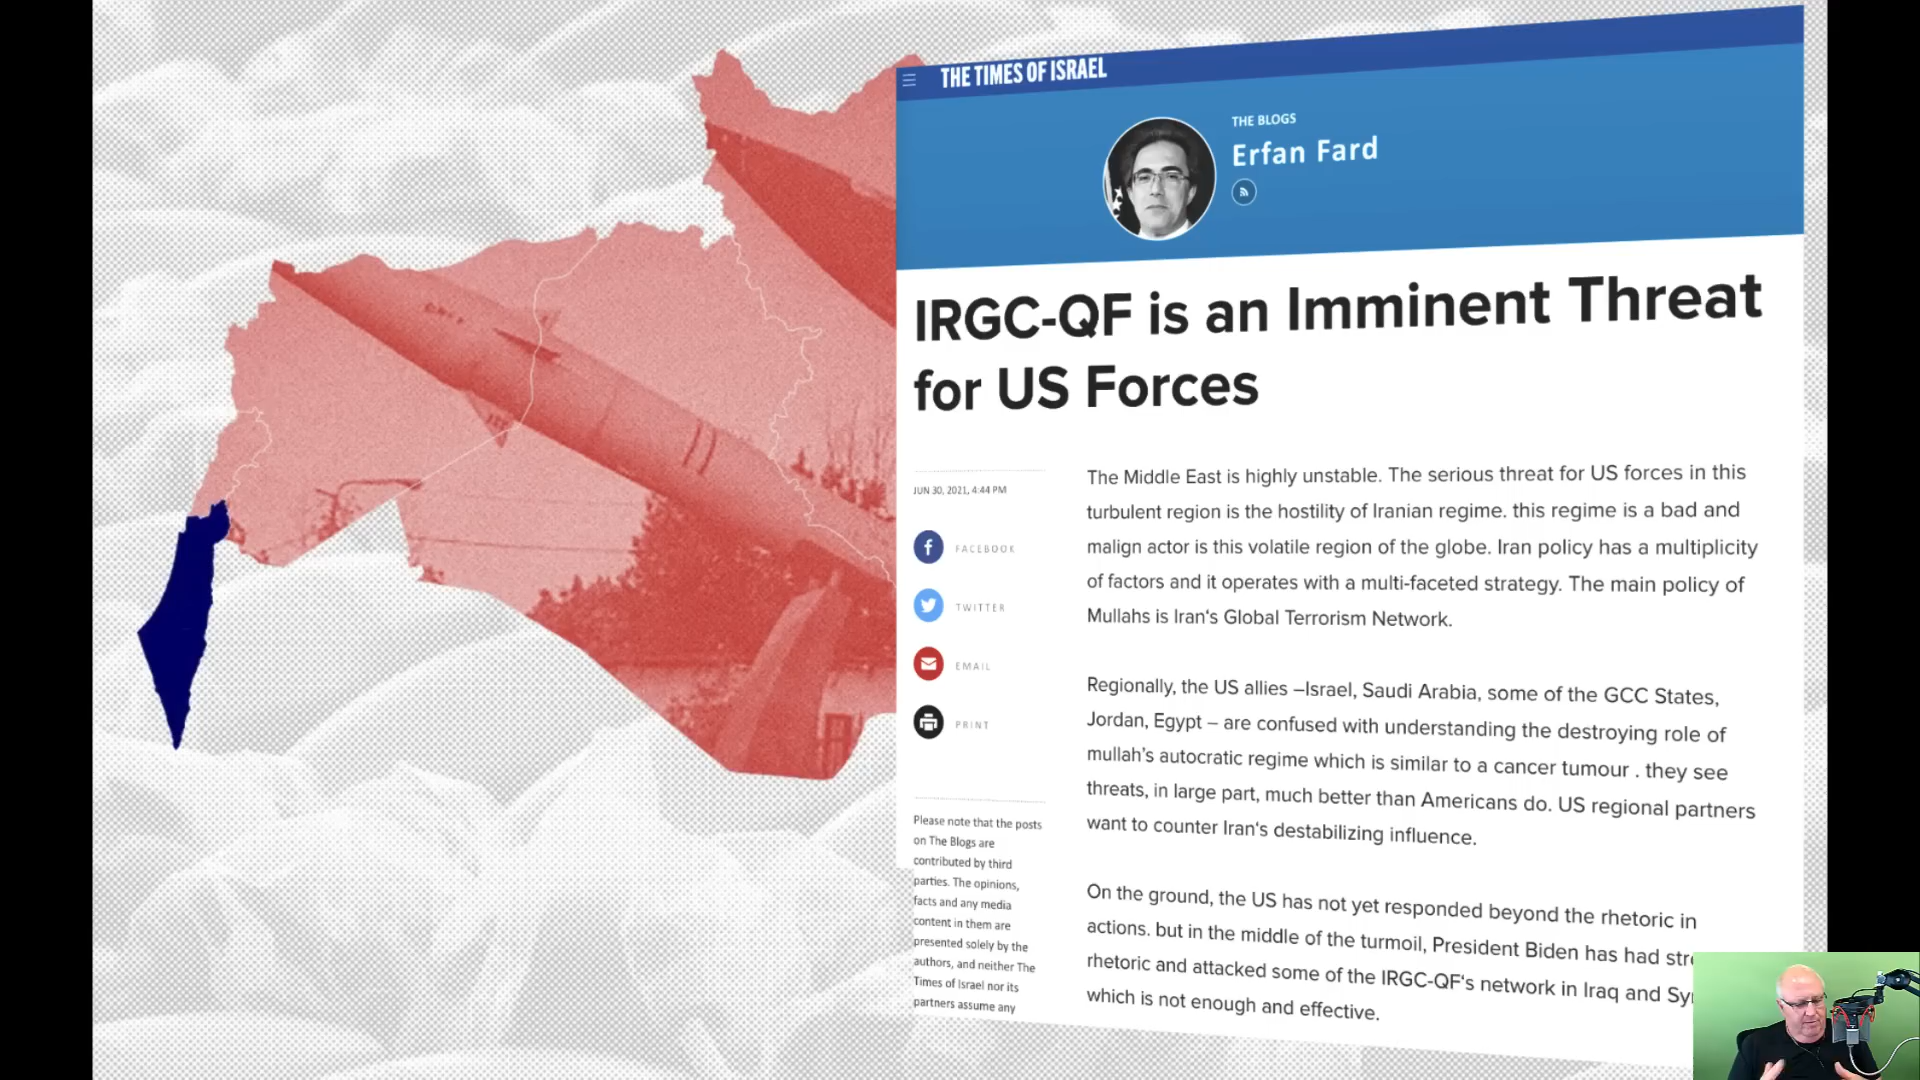 THE TIMES OF ISRAEL
THE BLOGS
Erfan Fard
IRGC-QF is an Imminent Threat
for US Forces
JUN 30, 2021, 4:44 PM
FACEBOOK
TWITTER
EMAIL
PRINT
Please note that the posts
on The Blogs are
contributed by third
parties. The opinions,
facts and any media
content in them are
presented solely by the
authors, and neither The
Times of Israel nor its
partners assume any
The Middle East is highly unstable. The serious threat for US forces in this
turbulent region is the hostility of Iranian regime. this regime is a bad and
malign actor is this volatile region of the globe. Iran policy has a multiplicity
of factors and it operates with a multi-faceted strategy. The main policy of
Mullahs is Iran‘s Global Terrorism Network.
Regionally, the US allies –Israel, Saudi Arabia, some of the GCC States,
Jordan, Egypt – are confused with understanding the destroying role of
mullah’s autocratic regime which is similar to a cancer tumour . they see
threats, in large part, much better than Americans do. US regional partners
want to counter Iran‘s destabilizing influence.
On the ground, the US has not yet responded beyond the rhetoric in
actions. but in the middle of the turmoil, President Biden has had
rhetoric and attacked some of the IRGC-QF‘s network in Iraq and
which is not enough and effective.